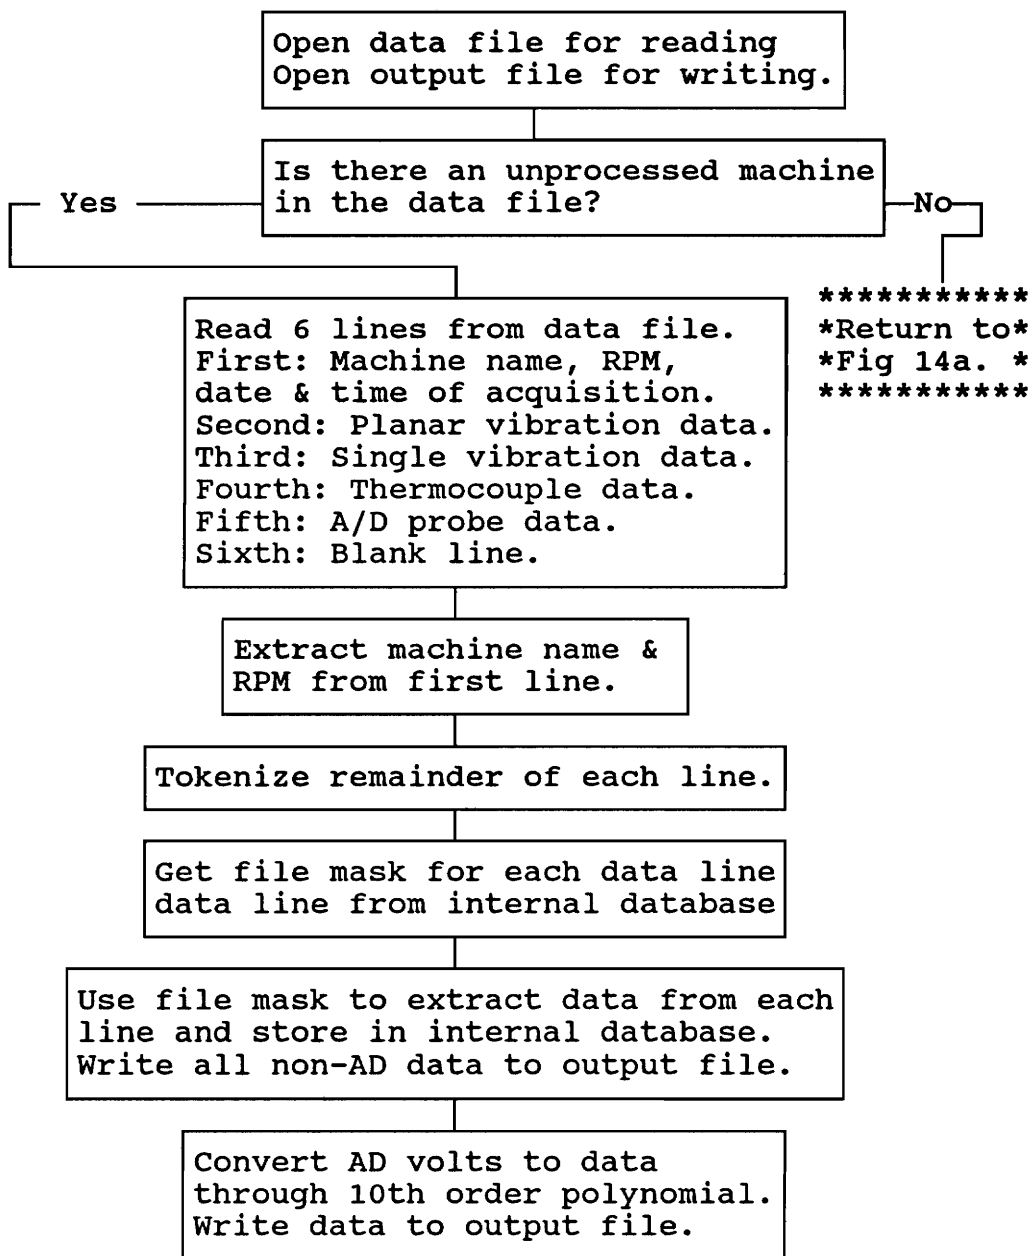 Open data file for reading
Open output file for writing.
Is there an unprocessed machine
in the data file?
Yes
No
***********
*Return to*
*Fig 14a. *
***********
Read 6 lines from data file.
First: Machine name, RPM,
date & time of acquisition.
Second: Planar vibration data.
Third: Single vibration data.
Fourth: Thermocouple data.
Fifth: A/D probe data.
Sixth: Blank line.
Extract machine name &
RPM from first line.
Tokenize remainder of each line.
Get file mask for each data line
data line from internal database
Use file mask to extract data from each
line and store in internal database.
Write all non-AD data to output file.
Convert AD volts to data
through 10th order polynomial.
Write data to output file.